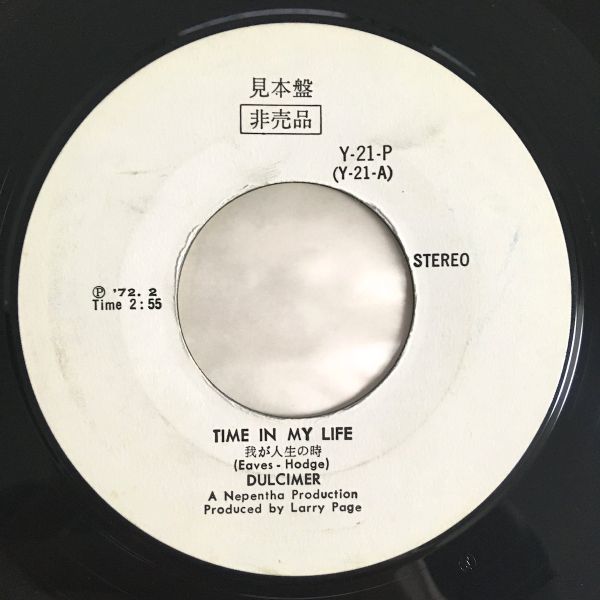 見本盤
非売品
Y-21-P
(Y-21-A)
STEREO
Ⓟ '72. 2
Time 2:55
TIME IN MY LIFE
我が人生の時
(Eaves - Hodge)
DULCIMER
A Nepentha Production
Produced by Larry Page